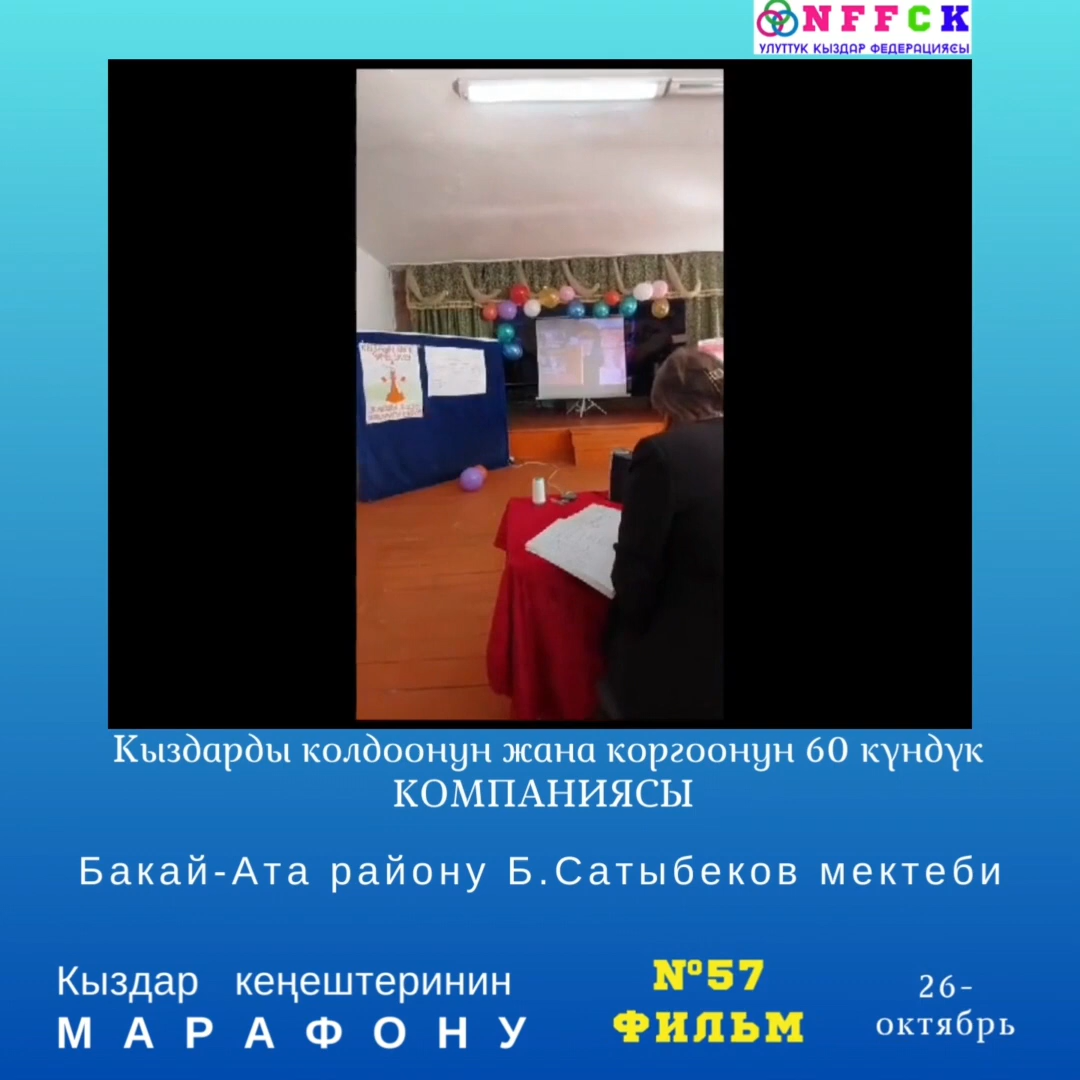 NFFCK
УЛУТТУК КЫЗДАР ФЕДЕРАЦИЯСЫ
Кыздарды колдоонун жана коргоонун 60 күндүк
КОМПАНИЯСЫ
Бакай-Ата району Б.Сатыбеков мектеби
Кыздар кеңештеринин
МАРАФОНУ
№57
ФИЛЬМ
26-
октябрь